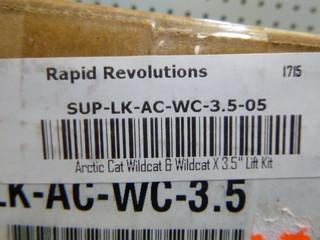 Rapid Revolutions 1715
SUP-LK-AC-WC-3.5-05
Arctic Cat Wildcat & Wildcat X 3.5" Lift Kit
LK-AC-WC-3.5